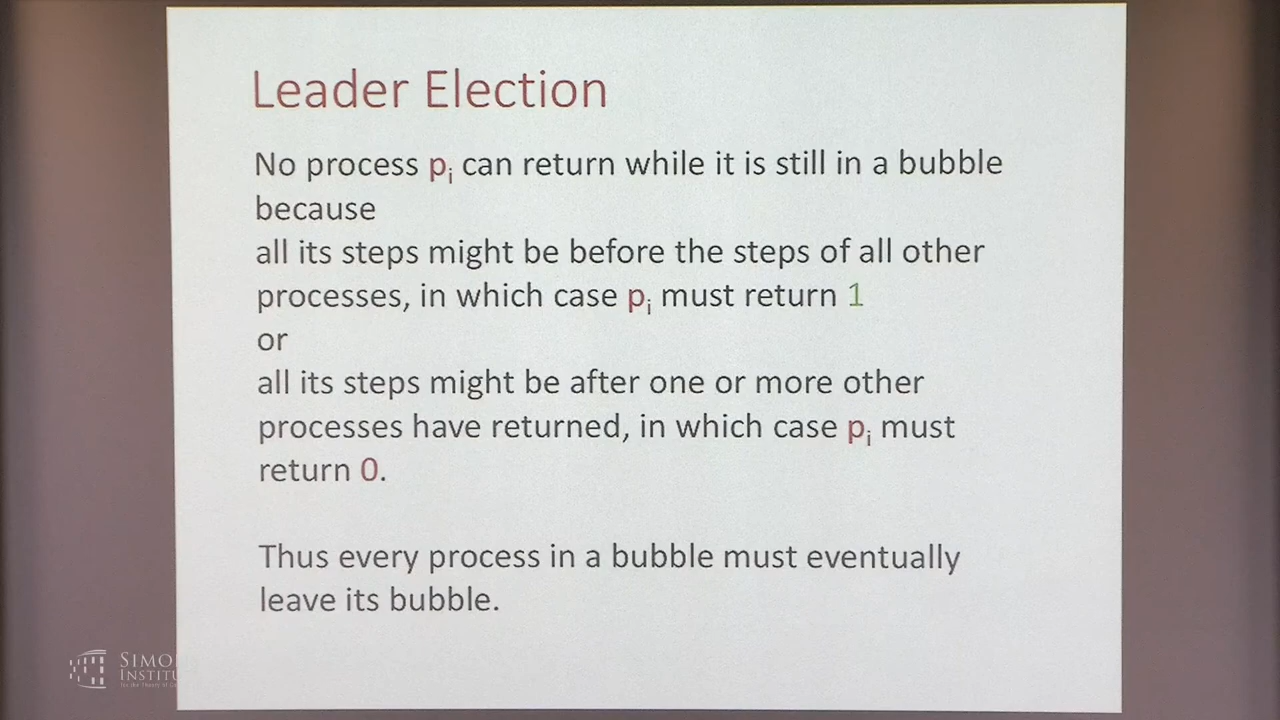 Leader Election
No process pi can return while it is still in a bubble
because
all its steps might be before the steps of all other
processes, in which case pi must return 1
or
all its steps might be after one or more other
processes have returned, in which case pi must
return 0.
Thus every process in a bubble must eventually
leave its bubble.